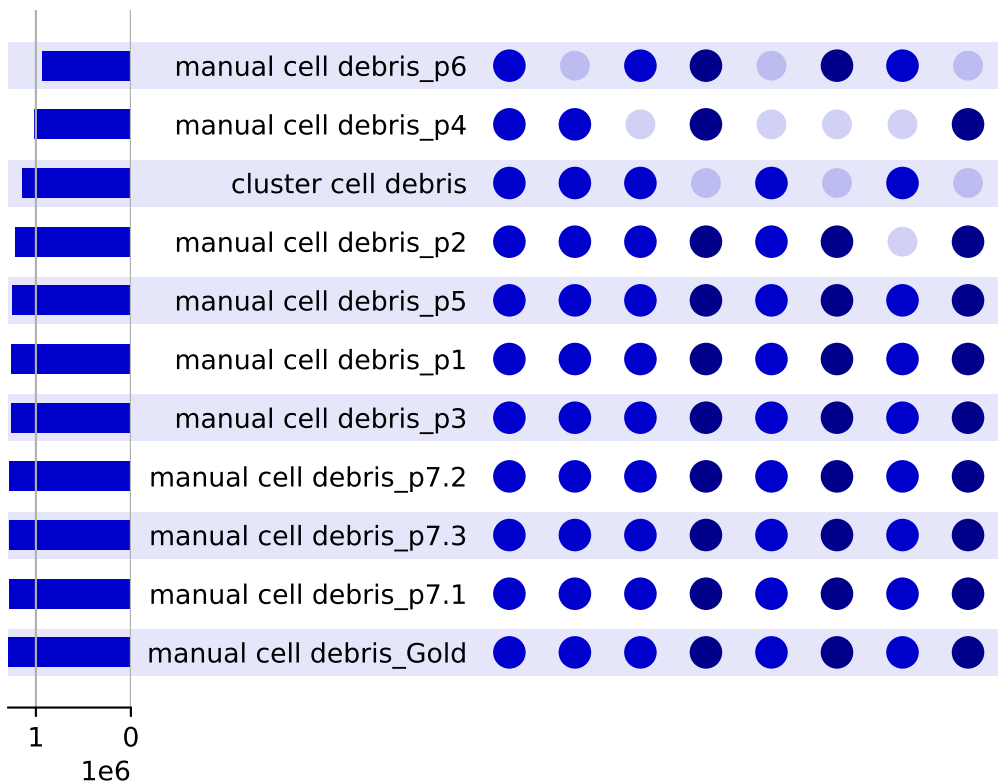 manual cell debris_p6
manual cell debris_p4
cluster cell debris
manual cell debris_p2
manual cell debris_p5
manual cell debris_p1
manual cell debris_p3
manual cell debris_p7.2
manual cell debris_p7.3
manual cell debris_p7.1
manual cell debris_Gold
1 0
1e6